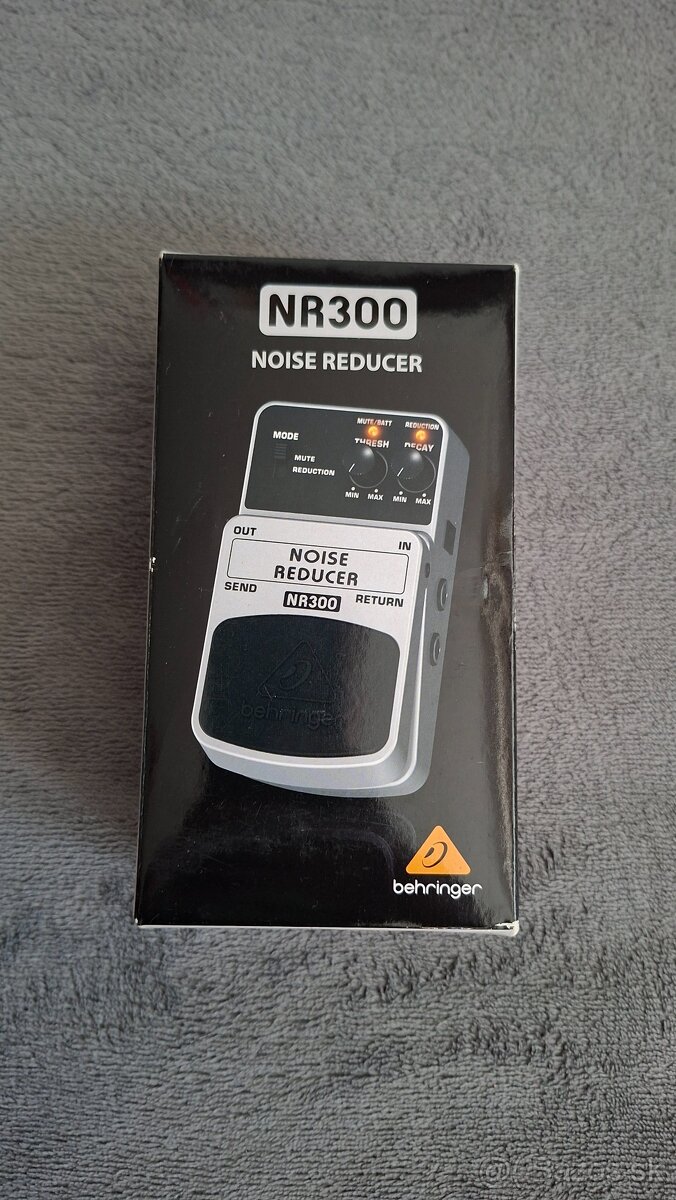 NR300
NOISE REDUCER
MUTE/BATT
REDUCTION
MODE
THRESH
DECAY
MUTE
REDUCTION
MIN MAX MIN MAX
OUT
IN
NOISE
REDUCER
SEND
NR300
RETURN
behringer
behringer